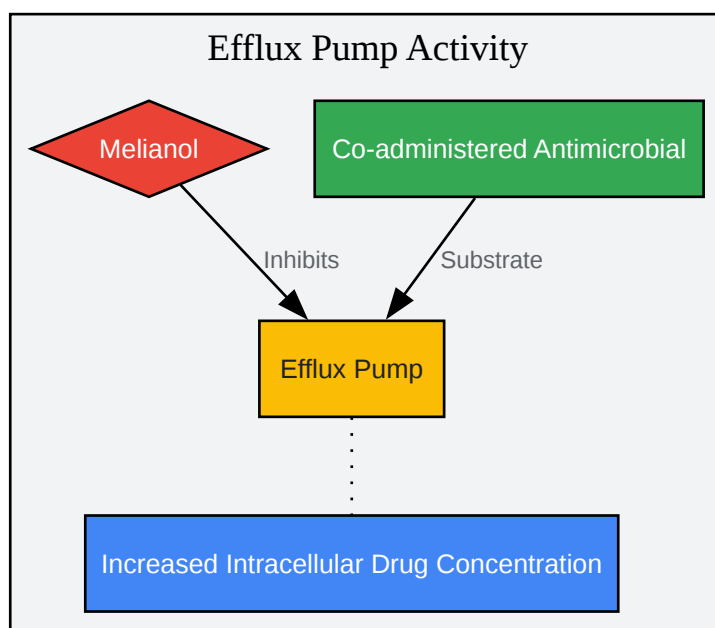 Efflux Pump Activity
Melianol
Co-administered Antimicrobial
Inhibits
Substrate
Efflux Pump
Increased Intracellular Drug Concentration